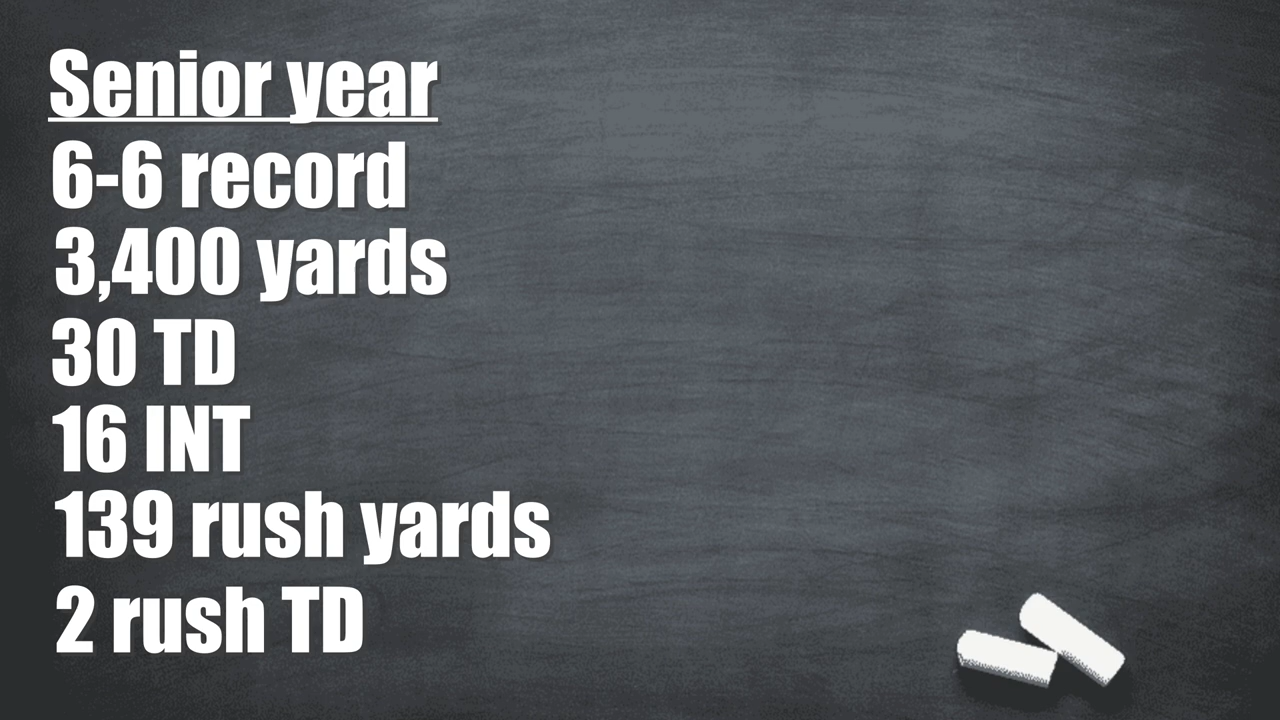 Senior year
6-6 record
3,400 yards
30 TD
16 INT
139 rush yards
2 rush TD